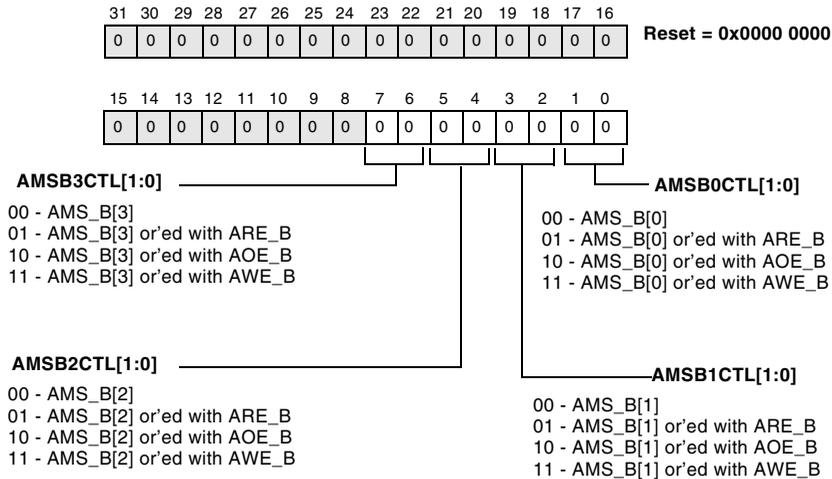 31 30 29 28 27 26 25 24 23 22 21 20 19 18 17 16
0 0 0 0 0 0 0 0 0 0 0 0 0 0 0 0
Reset = 0x0000 0000
15 14 13 12 11 10 9 8 7 6 5 4 3 2 1 0
0 0 0 0 0 0 0 0 0 0 0 0 0 0 0 0
AMSB3CTL[1:0]
00 - AMS_B[3]
01 - AMS_B[3] or'ed with ARE_B
10 - AMS_B[3] or'ed with AOE_B
11 - AMS_B[3] or'ed with AWE_B
AMSB0CTL[1:0]
00 - AMS_B[0]
01 - AMS_B[0] or'ed with ARE_B
10 - AMS_B[0] or'ed with AOE_B
11 - AMS_B[0] or'ed with AWE_B
AMSB2CTL[1:0]
00 - AMS_B[2]
01 - AMS_B[2] or'ed with ARE_B
10 - AMS_B[2] or'ed with AOE_B
11 - AMS_B[2] or'ed with AWE_B
AMSB1CTL[1:0]
00 - AMS_B[1]
01 - AMS_B[1] or'ed with ARE_B
10 - AMS_B[1] or'ed with AOE_B
11 - AMS_B[1] or'ed with AWE_B